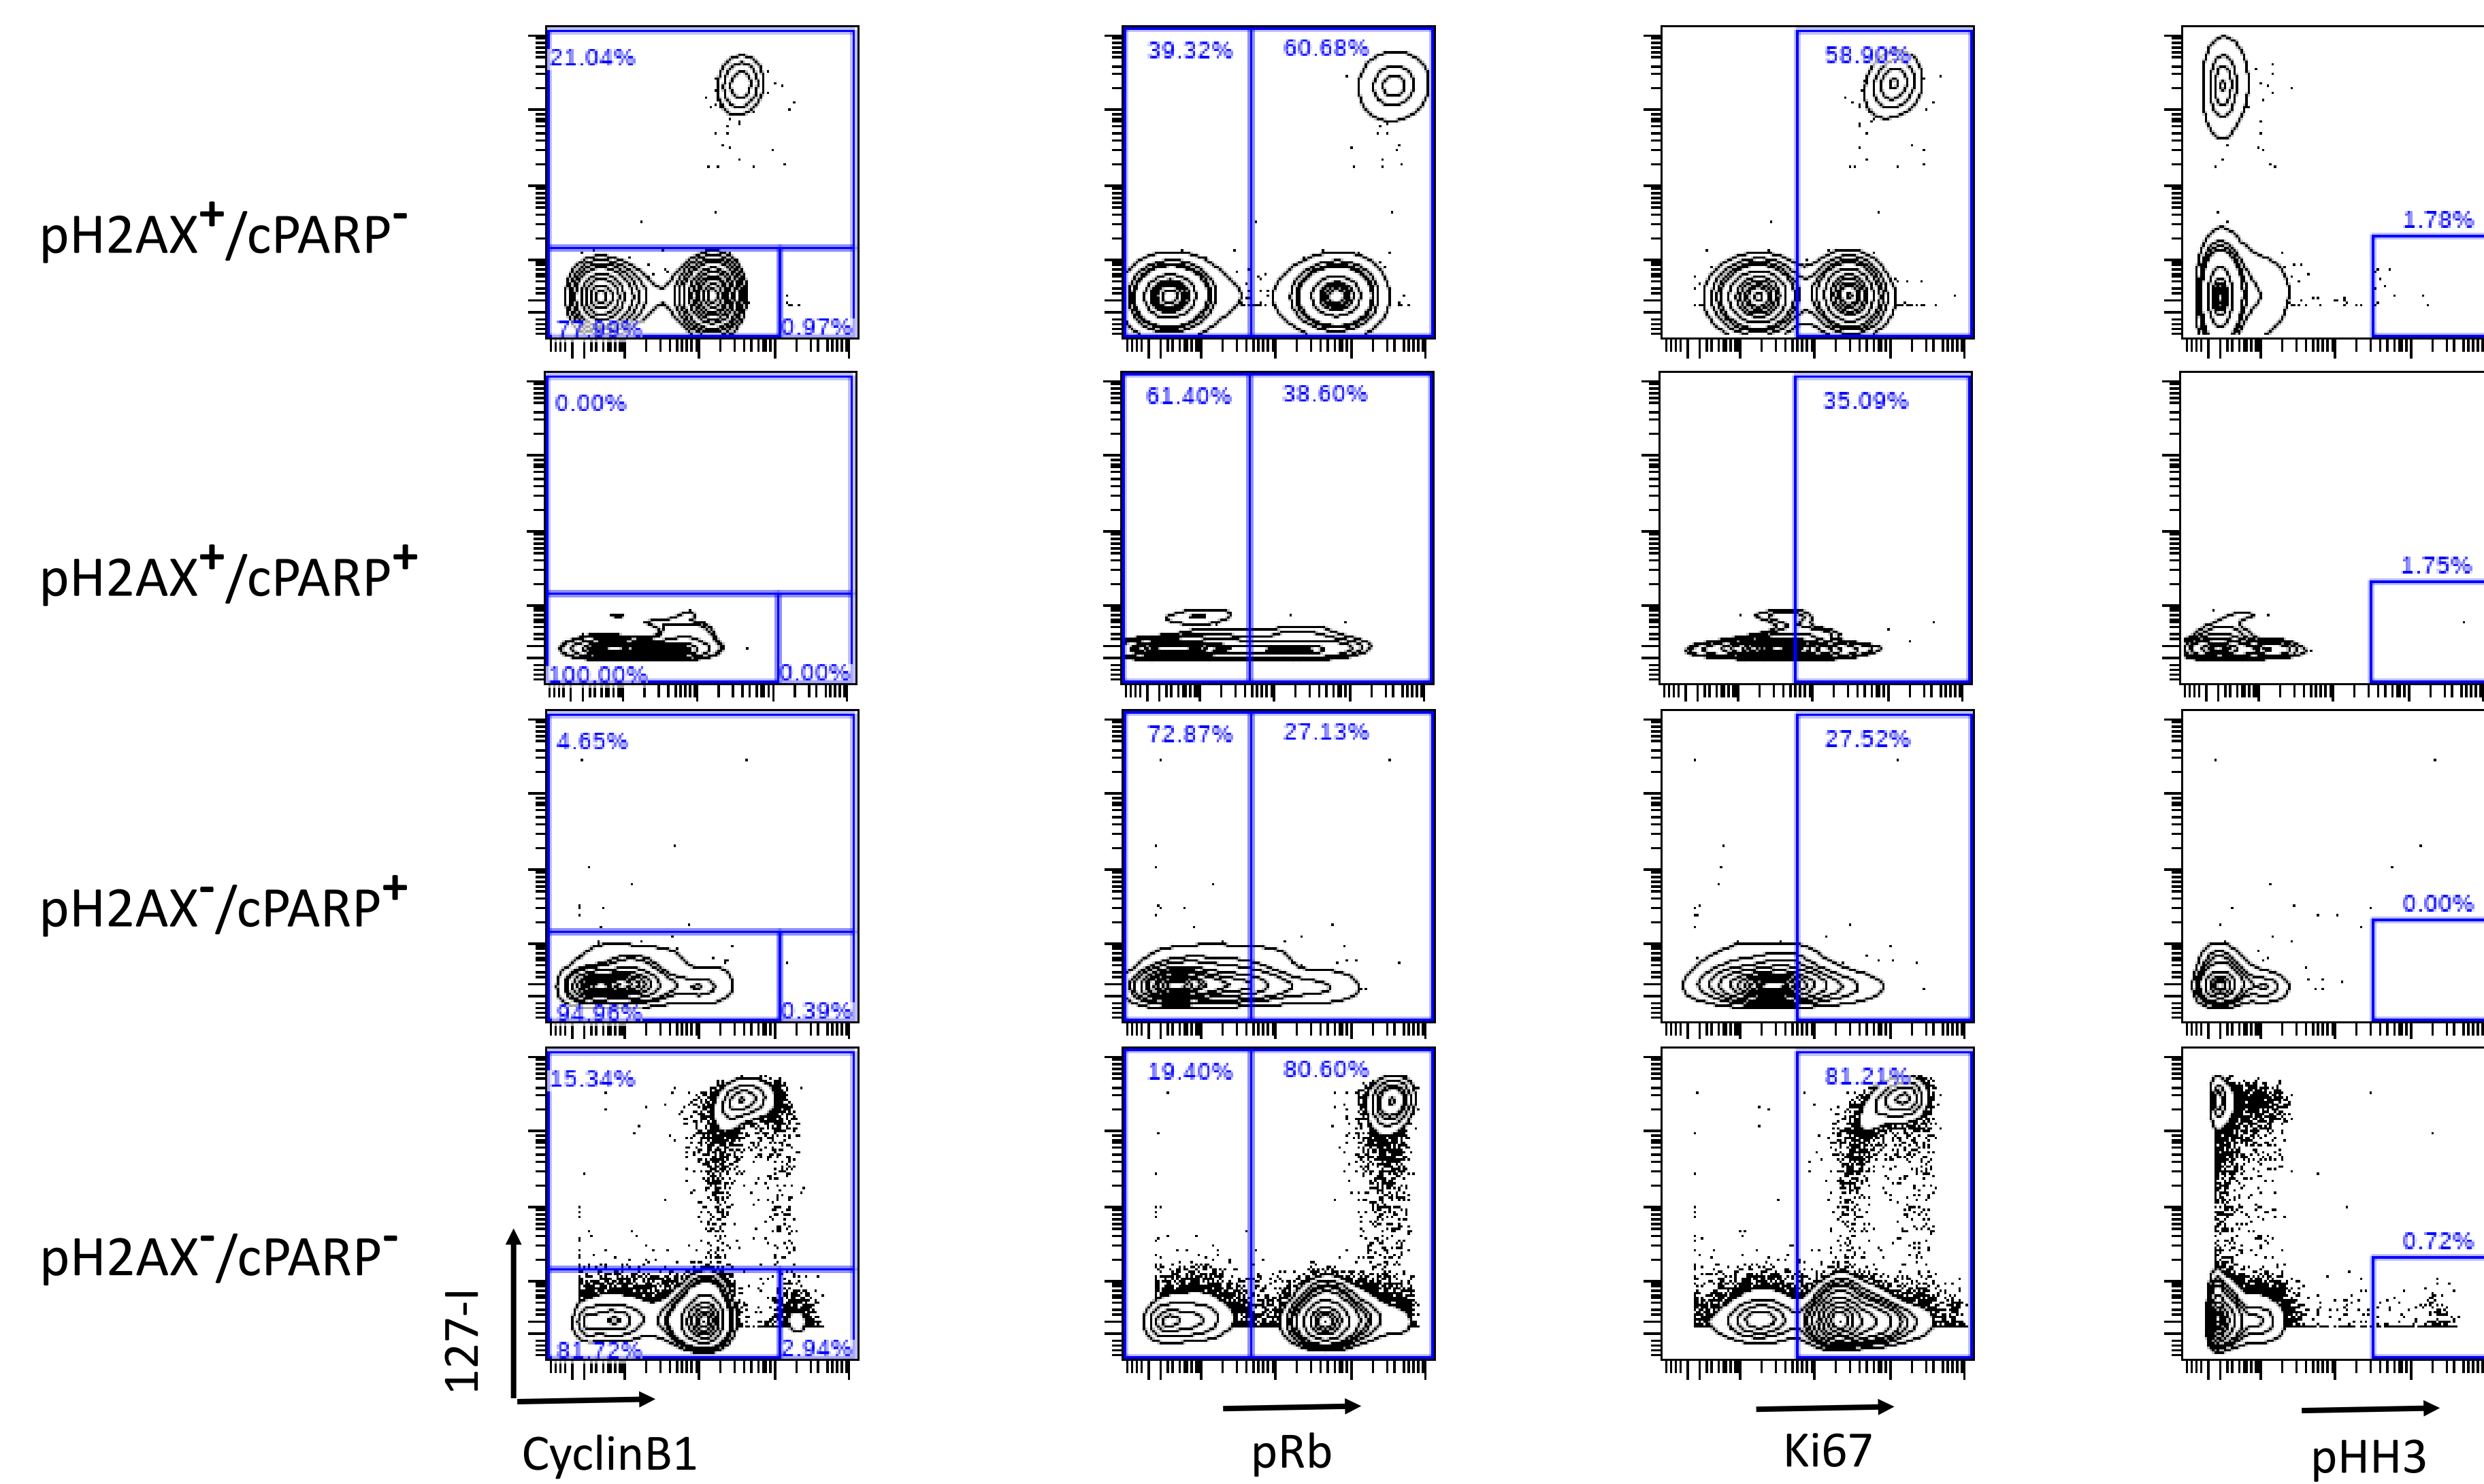 21.04%
39.32% 60.68%
58.90%
pH2AX+/cPARP-
1.78%
77.99% 0.97%
0.00%
61.40% 38.60%
35.09%
pH2AX+/cPARP+
1.75%
100.00% 0.00%
4.65%
72.87% 27.13%
27.52%
pH2AX-/cPARP+
0.00%
94.96% 0.39%
15.34%
19.40% 80.60%
81.21%
pH2AX-/cPARP-
0.72%
81.72% 2.94%
127-I
CyclinB1
pRb
Ki67
pHH3